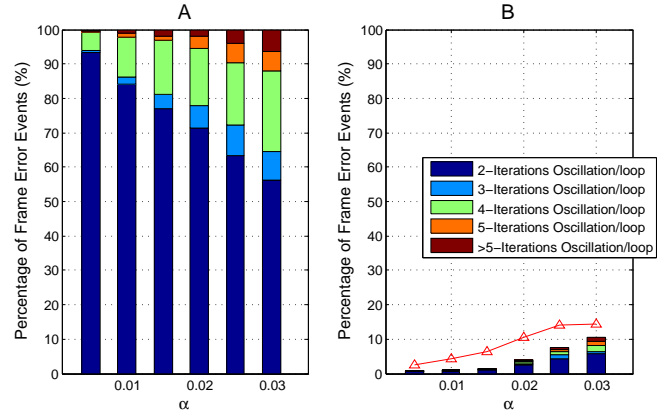 A
B
Percentage of Frame Error Events (%)
100
90
80
70
60
50
40
30
20
10
0
0.01
0.02
0.03
α
Percentage of Frame Error Events (%)
100
90
80
70
60
50
40
30
20
10
0
2−Iterations Oscillation/loop
3−Iterations Oscillation/loop
4−Iterations Oscillation/loop
5−Iterations Oscillation/loop
>5−Iterations Oscillation/loop
0.01
0.02
0.03
α